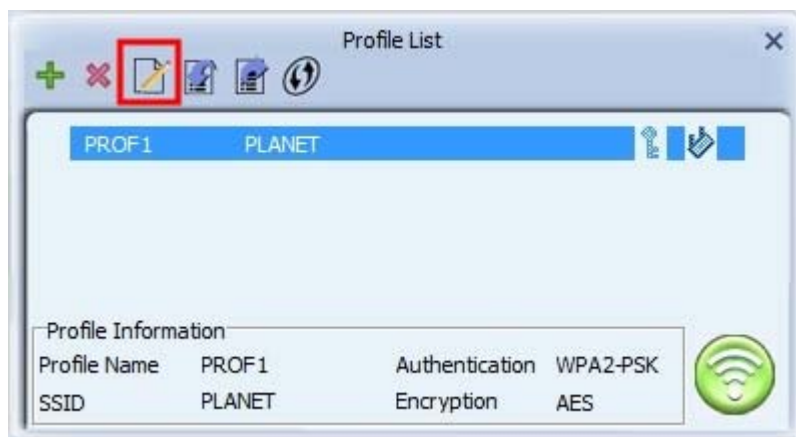 Profile List
PROF1 PLANET
Profile Information
Profile Name PROF1 Authentication WPA2-PSK
SSID PLANET Encryption AES